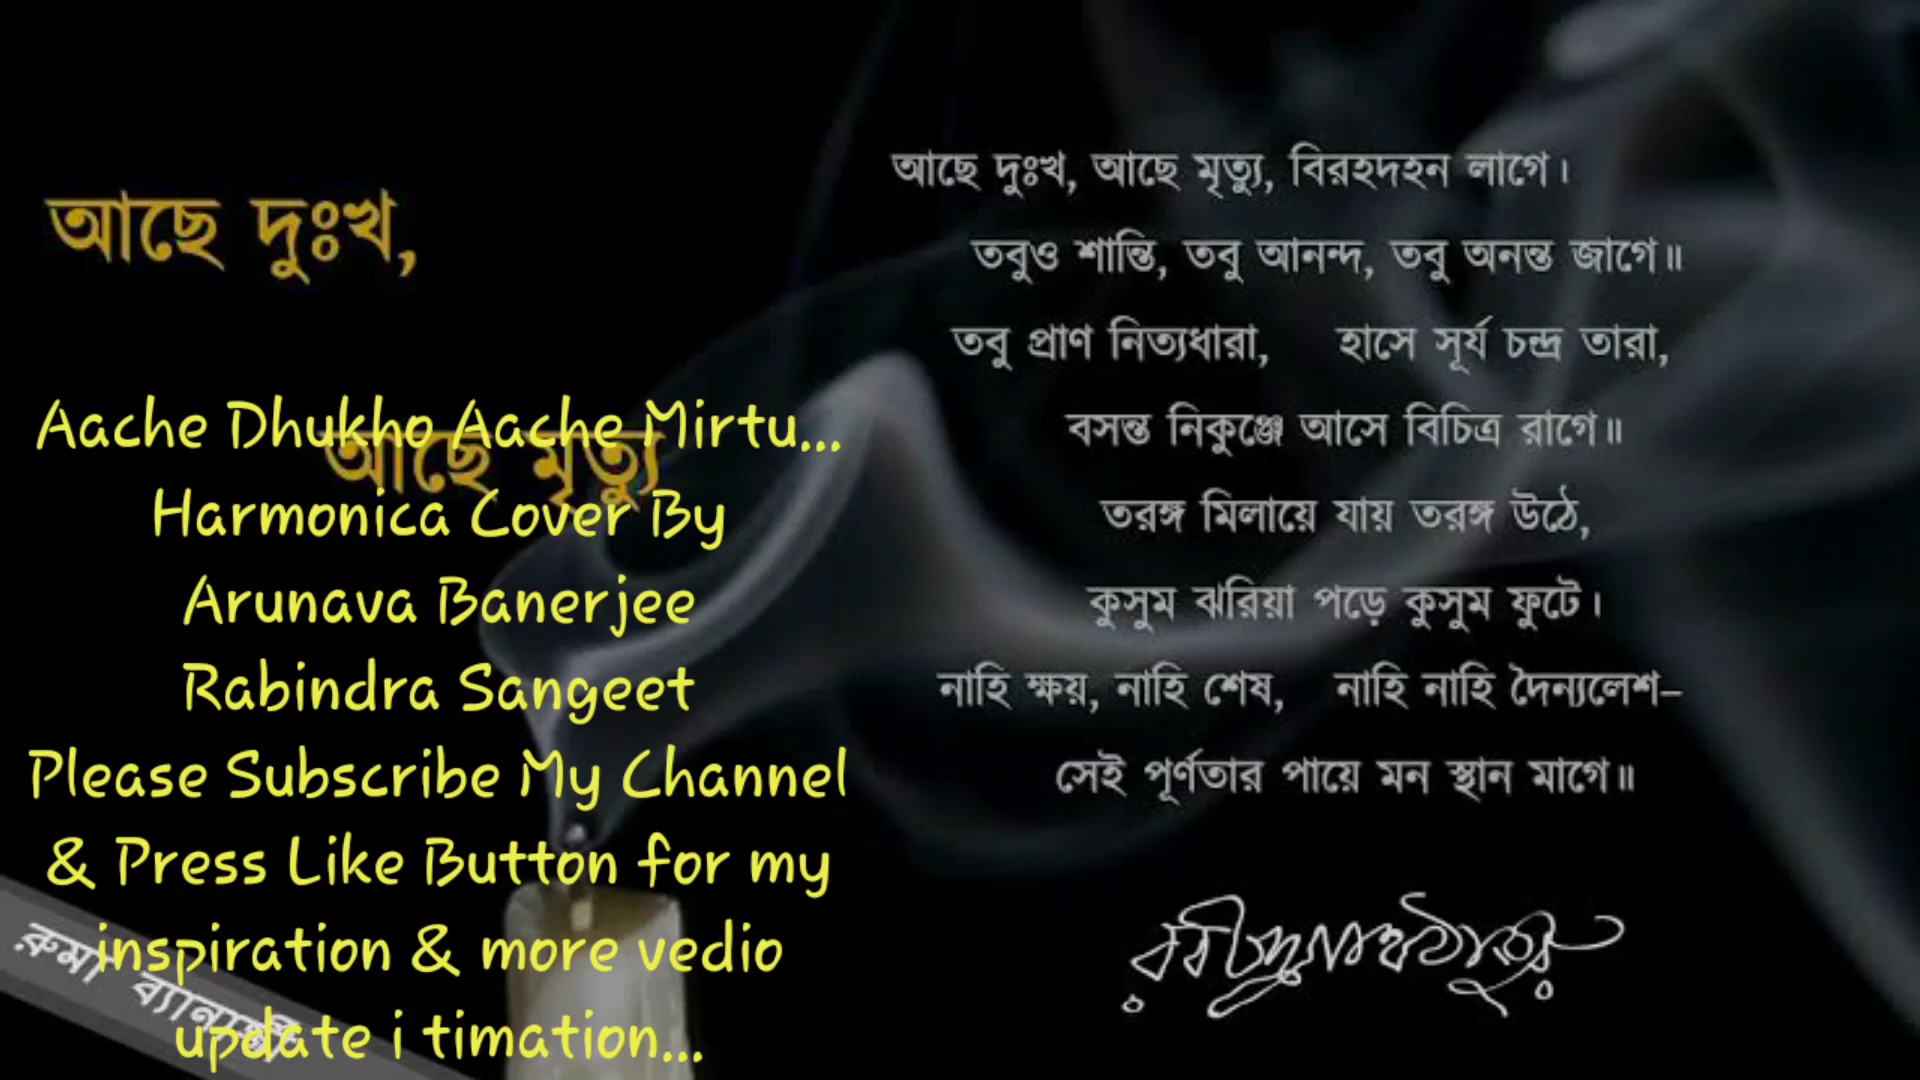 আছে দুঃখ,
আছে মৃত্যু
Aache Dhukho Aache Mirtu...
Harmonica Cover By
Arunava Banerjee
Rabindra Sangeet
Please Subscribe My Channel
& Press Like Button for my
inspiration & more vedio
update i timation...
রুমা
আছে দুঃখ, আছে মৃত্যু, বিরহদহন লাগে।
তবুও শান্তি, তবু আনন্দ, তবু অনন্ত জাগে॥
তবু প্রাণ নিত্যধারা, হাসে সূর্য চন্দ্র তারা,
বসন্ত নিকুঞ্জে আসে বিচিত্র রাগে॥
তরঙ্গ মিলায়ে যায় তরঙ্গ উঠে,
কুসুম ঝরিয়া পড়ে কুসুম ফুটে।
নাহি ক্ষয়, নাহি শেষ, নাহি নাহি দৈন্যলেশ–
সেই পূর্ণতার পায়ে মন স্থান মাগে॥